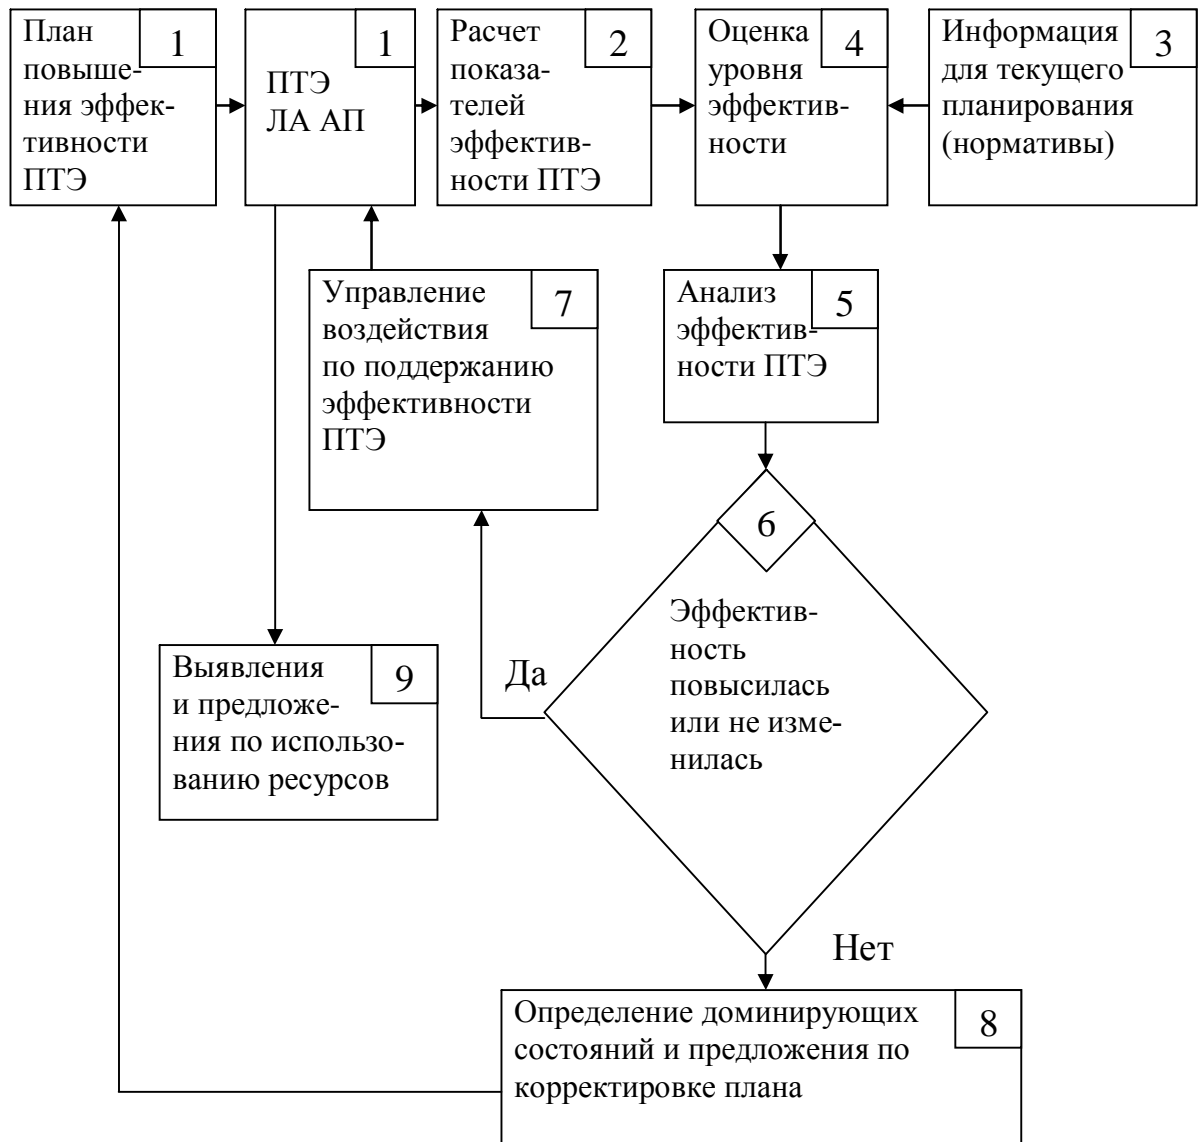 План
повыше-
ния эффек-
тивности
ПТЭ
1
ПТЭ
ЛА АП
1
Расчет
показа-
телей
эффектив-
ности ПТЭ
2
Оценка
уровня
эффектив-
ности
4
Информация
для текущего
планирования
(нормативы)
3
Управление
воздействия
по поддержанию
эффективности
ПТЭ
7
Анализ
эффектив-
ности ПТЭ
5
6
Эффектив-
ность
повысилась
или не изме-
нилась
Да
Выявления
и предложе-
ния по использо-
ванию ресурсов
9
Нет
Определение доминирующих
состояний и предложения по
корректировке плана
8